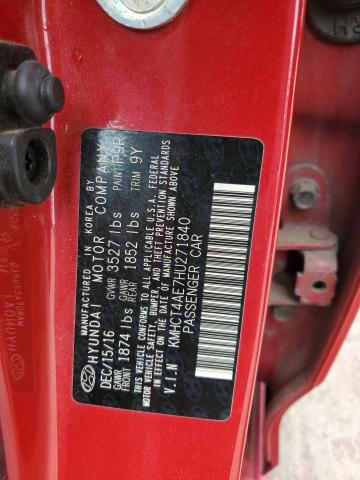 MANUFACTURED IN KOREA BY
HYUNDAI MOTOR COMPANY
DEC/15/16 GVWR 3527 lbs PAINT P9R
GAWR FRONT 1874 lbs GAWR REAR 1852 lbs TRIM 9Y
THIS VEHICLE CONFORMS TO ALL APPLICABLE U.S.A. FEDERAL
MOTOR VEHICLE SAFETY, BUMPER, AND THEFT PREVENTION
STANDARDS IN EFFECT ON THE DATE OF MANUFACTURE
SHOWN ABOVE
V.I.N KMHCT4AE7HU271840
PASSENGER CAR
HYUNDAI